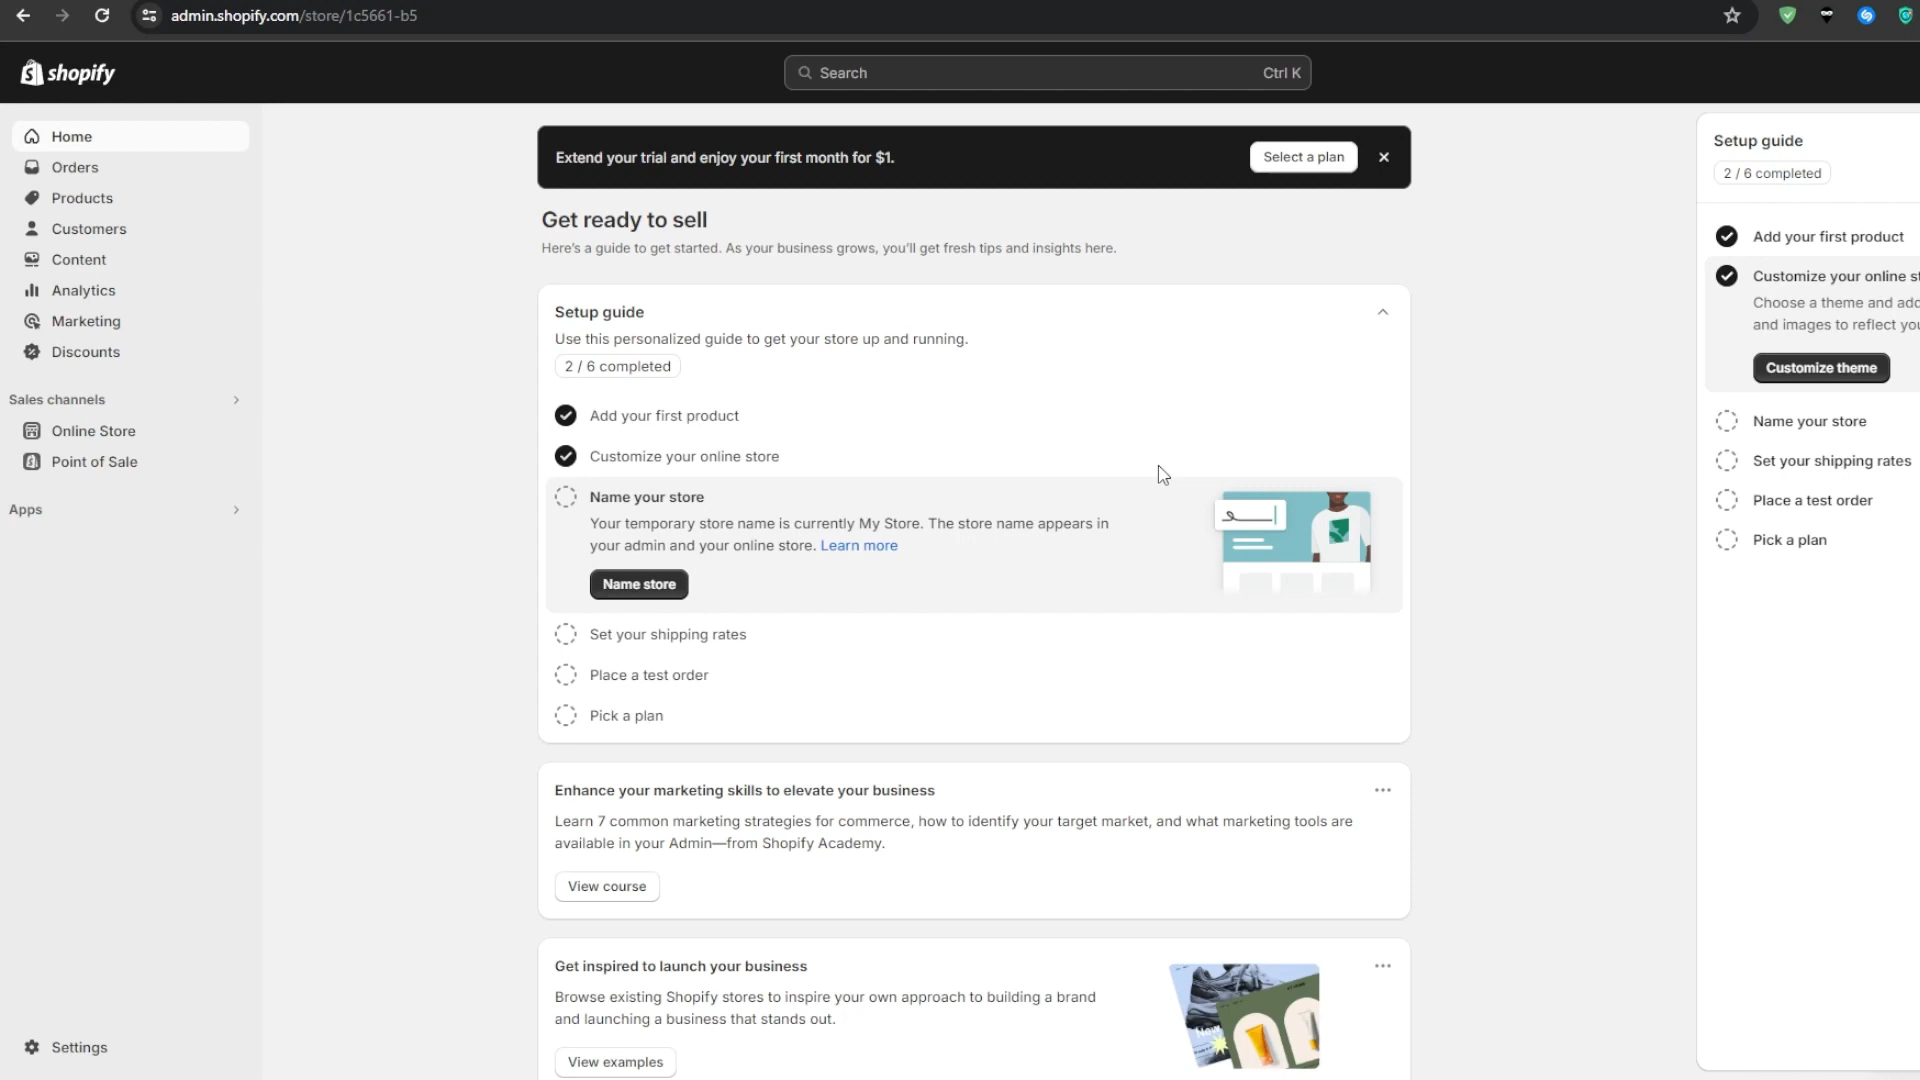 admin.shopify.com/store/1c5661-b5
shopify
Search
Ctrl K
Home
Orders
Products
Customers
Content
Analytics
Marketing
Discounts
Sales channels
Online Store
Point of Sale
Apps
Settings
Extend your trial and enjoy your first month for $1.
Select a plan
Get ready to sell
Here's a guide to get started. As your business grows, you'll get fresh tips and insights here.
Setup guide
Use this personalized guide to get your store up and running.
2 / 6 completed
Add your first product
Customize your online store
Name your store
Your temporary store name is currently My Store. The store name appears in
your admin and your online store. Learn more
Name store
Set your shipping rates
Place a test order
Pick a plan
Enhance your marketing skills to elevate your business
Learn 7 common marketing strategies for commerce, how to identify your target market, and what marketing tools are
available in your Admin—from Shopify Academy.
View course
Get inspired to launch your business
Browse existing Shopify stores to inspire your own approach to building a brand
and launching a business that stands out.
View examples
Setup guide
2 / 6 completed
Add your first product
Customize your online st
Choose a theme and add
and images to reflect you
Customize theme
Name your store
Set your shipping rates
Place a test order
Pick a plan